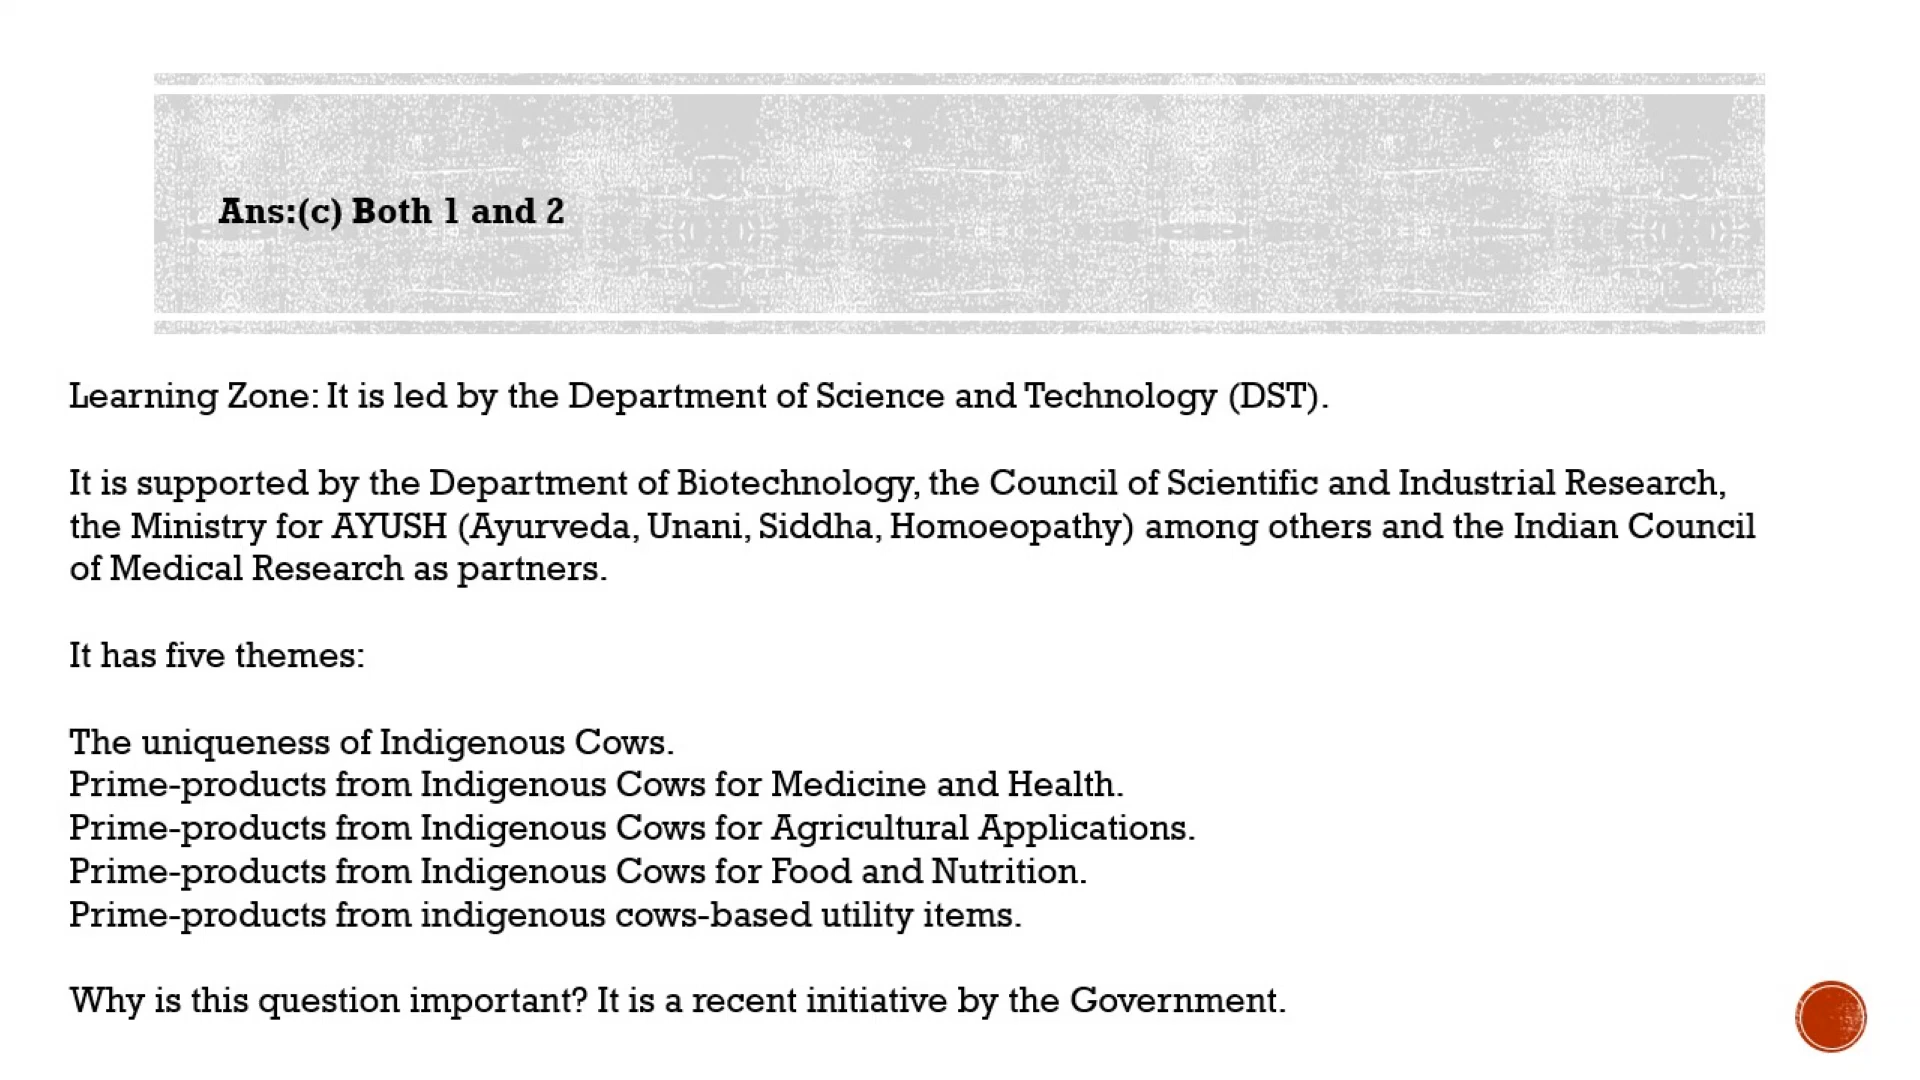 Ans:(c) Both 1 and 2
Learning Zone: It is led by the Department of Science and Technology (DST).
It is supported by the Department of Biotechnology, the Council of Scientific and Industrial Research,
the Ministry for AYUSH (Ayurveda, Unani, Siddha, Homoeopathy) among others and the Indian Council
of Medical Research as partners.
It has five themes:
The uniqueness of Indigenous Cows.
Prime-products from Indigenous Cows for Medicine and Health.
Prime-products from Indigenous Cows for Agricultural Applications.
Prime-products from Indigenous Cows for Food and Nutrition.
Prime-products from indigenous cows-based utility items.
Why is this question important? It is a recent initiative by the Government.